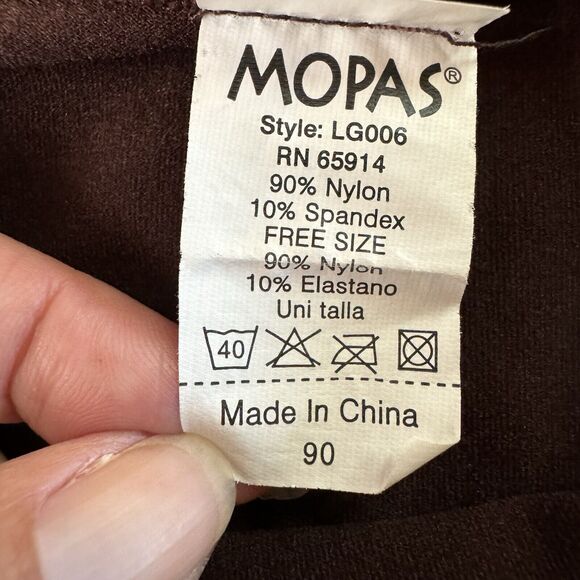 MOPAS®
Style: LG006
RN 65914
90% Nylon
10% Spandex
FREE SIZE
90% Nylon
10% Elastano
Uni talla
40
Made In China
90